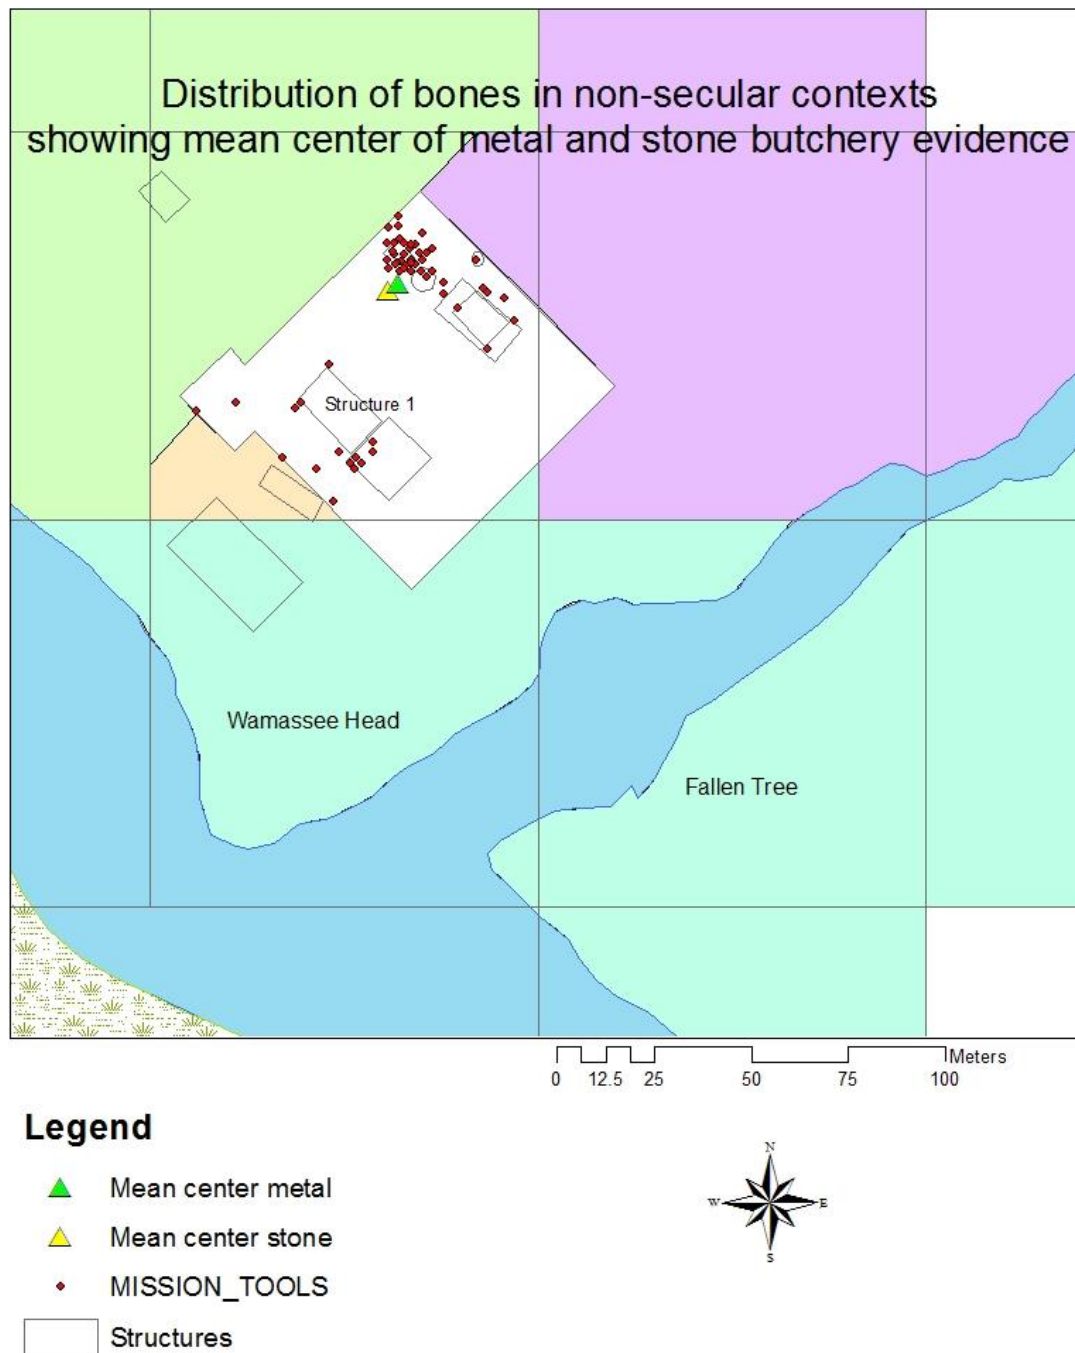 Distribution of bones in non-secular contexts
showing mean center of metal and stone butchery evidence
Structure 1
Wamassee Head
Fallen Tree
Meters
0 12.5 25 50 75 100
Legend
Mean center metal
Mean center stone
MISSION_TOOLS
Structures
N
W E
S